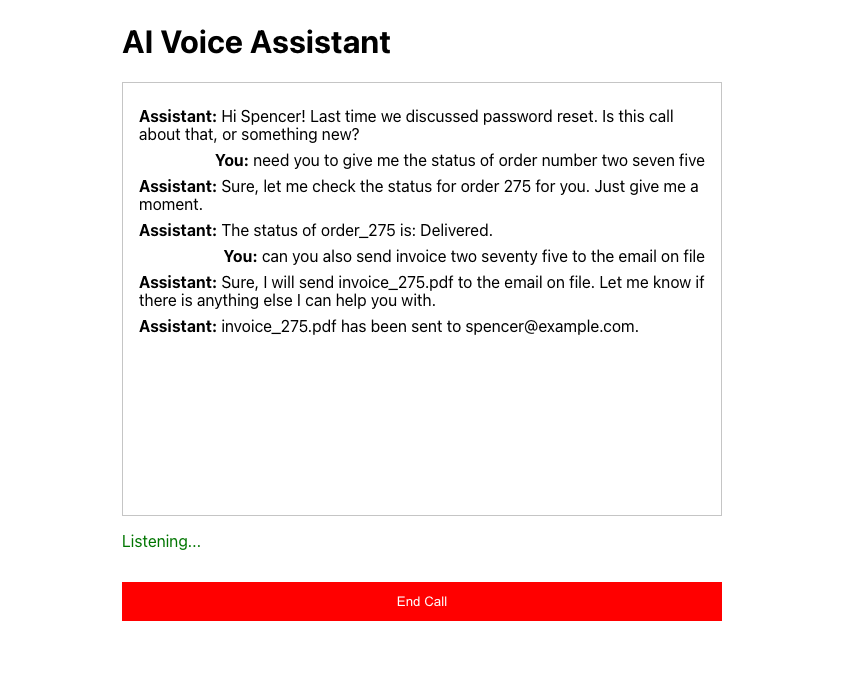 AI Voice Assistant
Assistant: Hi Spencer! Last time we discussed password reset. Is this call
about that, or something new?
You: need you to give me the status of order number two seven five
Assistant: Sure, let me check the status for order 275 for you. Just give me a
moment.
Assistant: The status of order_275 is: Delivered.
You: can you also send invoice two seventy five to the email on file
Assistant: Sure, I will send invoice_275.pdf to the email on file. Let me know if
there is anything else I can help you with.
Assistant: invoice_275.pdf has been sent to spencer@example.com.
Listening...
End Call